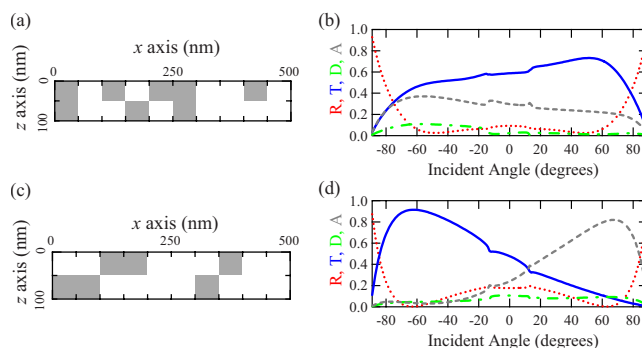 (a)
x axis (nm)
0 250 500
z axis (nm)
0
100
(b)
1.0
0.8
0.6
0.4
0.2
0.0
R, T, D, A
-80 -60 -40 -20 0 20 40 60 80
Incident Angle (degrees)
(c)
x axis (nm)
0 250 500
z axis (nm)
0
100
(d)
1.0
0.8
0.6
0.4
0.2
0.0
R, T, D, A
-80 -60 -40 -20 0 20 40 60 80
Incident Angle (degrees)